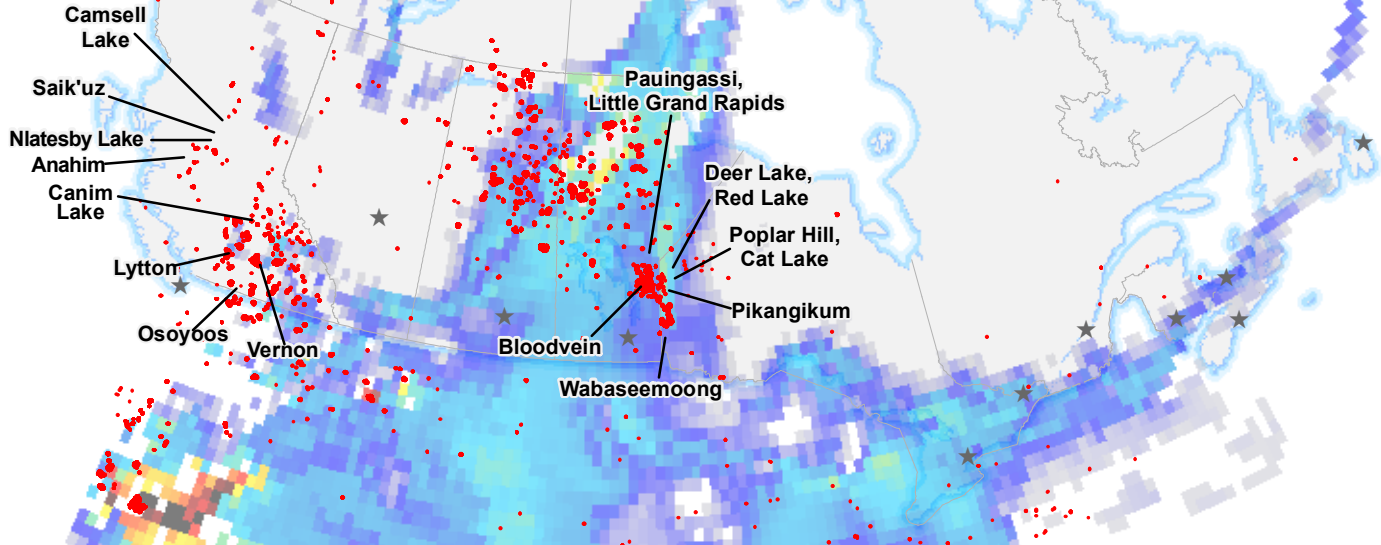 Camsell
Lake
Saik'uz
Nlatesby Lake
Anahim
Canim
Lake
Lytton
Osoyoos
Vernon
Pauingassi,
Little Grand Rapids
Deer Lake,
Red Lake
Poplar Hill,
Cat Lake
Pikangikum
Bloodvein
Wabaseemoong